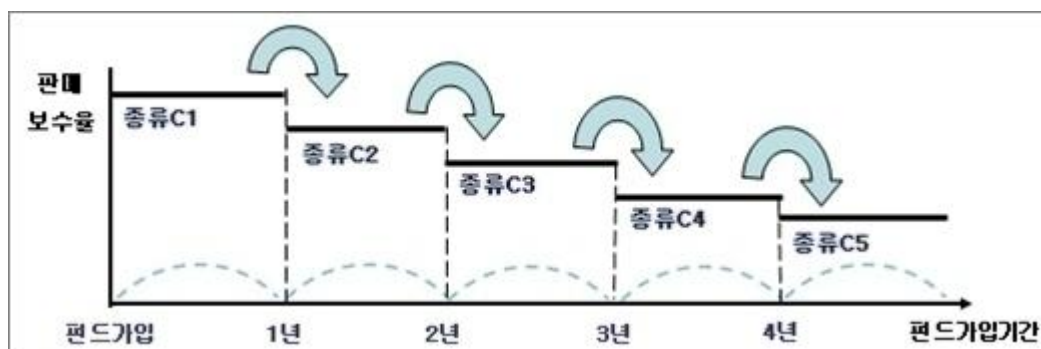 판매
보수율
종류C1
종류C2
종류C3
종류C4
종류C5
펀드가입
1년
2년
3년
4년
펀드가입기간